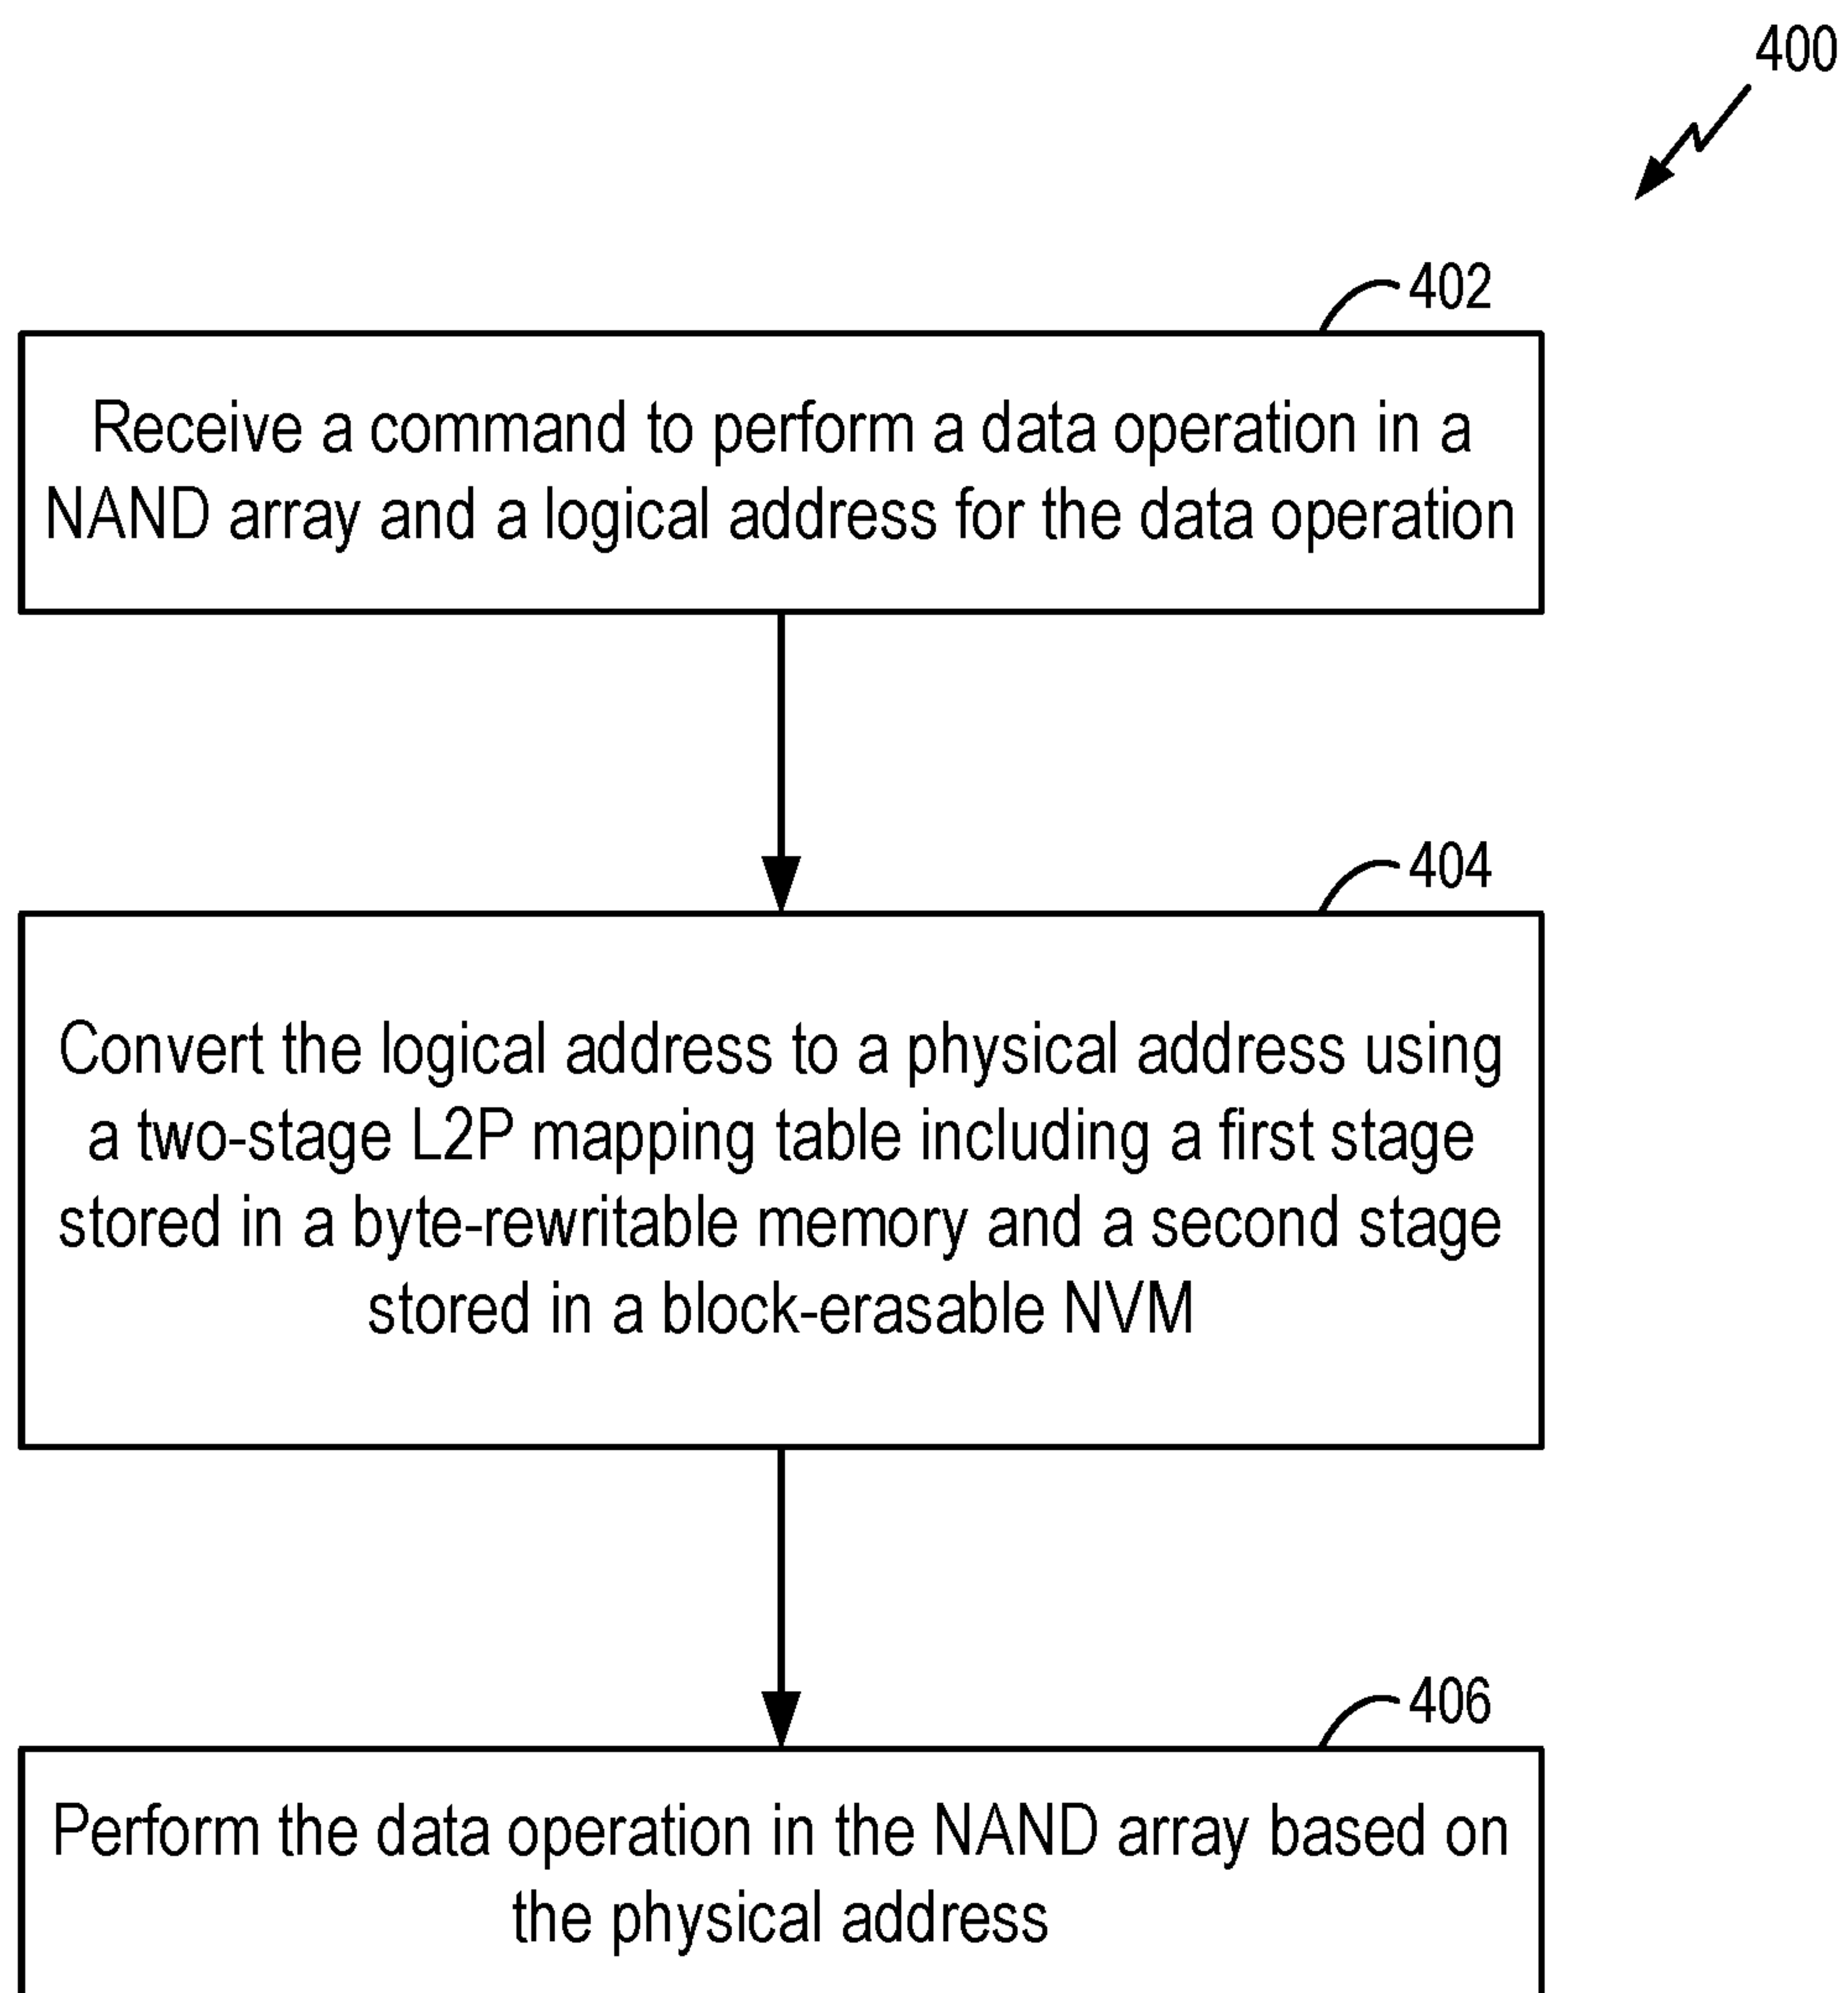 400
402
Receive a command to perform a data operation in a
NAND array and a logical address for the data operation
404
Convert the logical address to a physical address using
a two-stage L2P mapping table including a first stage
stored in a byte-rewritable memory and a second stage
stored in a block-erasable NVM
406
Perform the data operation in the NAND array based on
the physical address